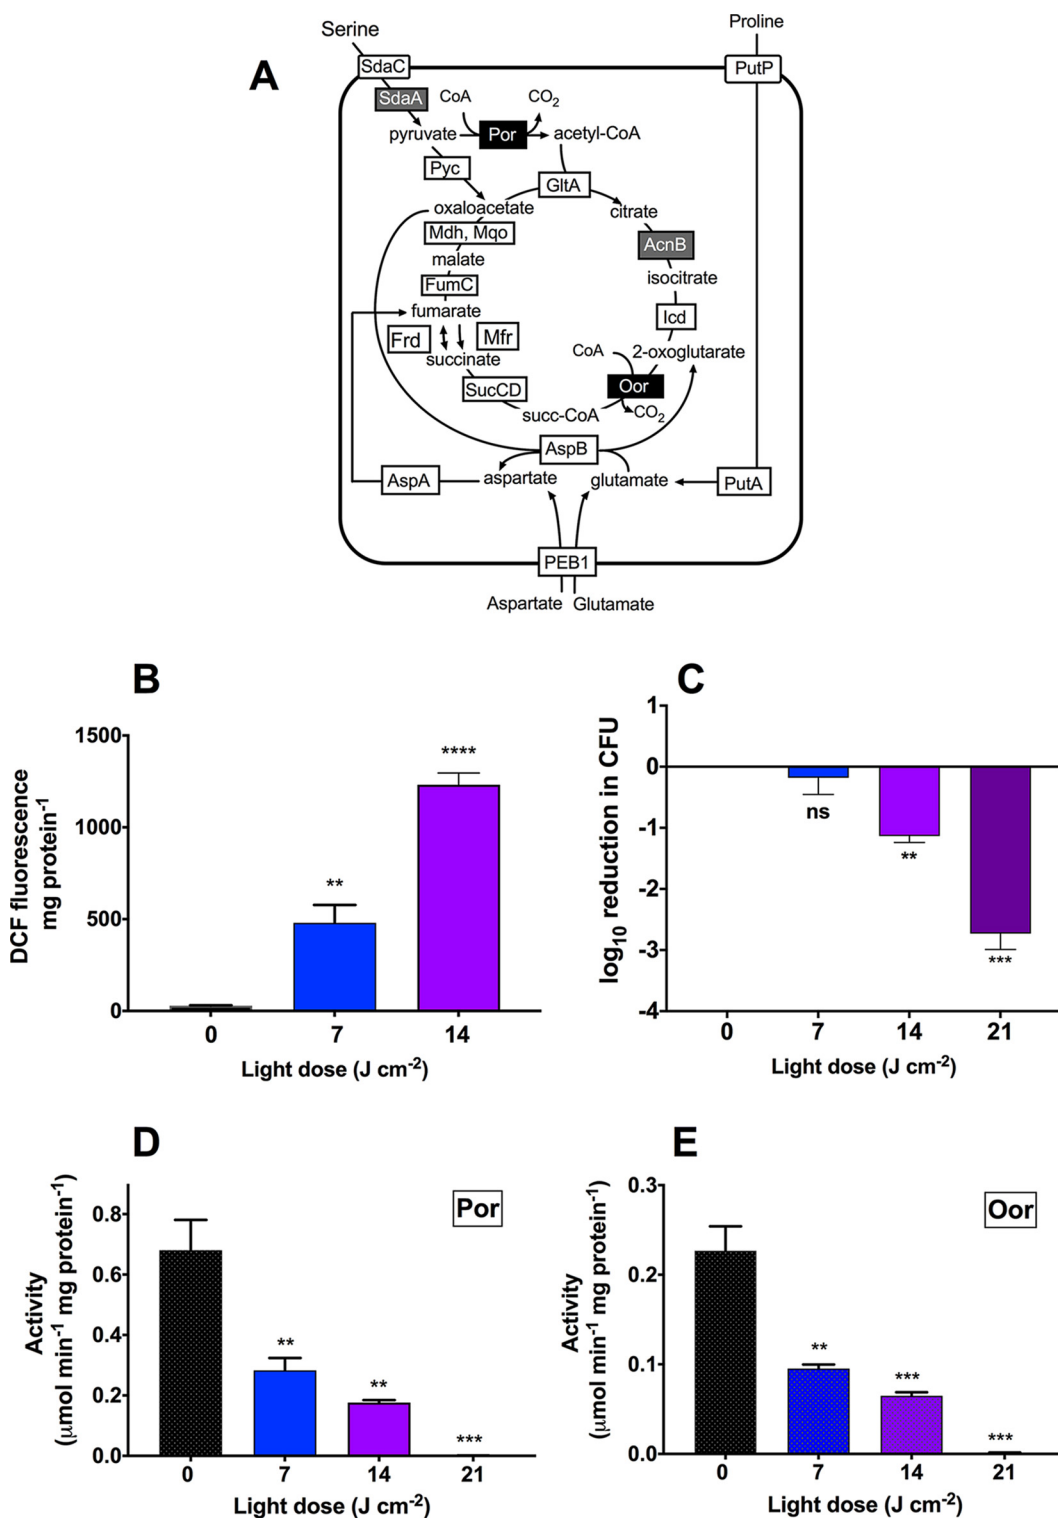 A
Serine
Proline
SdaC
PutP
SdaA
CoA
CO2
pyruvate
Por
acetyl-CoA
Pyc
GltA
oxaloacetate
citrate
Mdh, Mqo
AcnB
malate
isocitrate
FumC
fumarate
Icd
Frd
Mfr
CoA
2-oxoglutarate
succinate
Oor
SucCD
succ-CoA
CO2
AspB
AspA
aspartate
glutamate
PutA
PEB1
Aspartate
Glutamate
B
DCF fluorescence
mg protein-1
1500
1000
500
0
**
****
0
7
14
Light dose (J cm-2)
C
log10 reduction in CFU
1
0
-1
-2
-3
-4
ns
**
***
0
7
14
21
Light dose (J cm-2)
D
Activity
(μmol min-1 mg protein-1)
0.8
0.6
0.4
0.2
0.0
Por
**
**
***
0
7
14
21
Light dose (J cm-2)
E
Activity
(μmol min-1 mg protein-1)
0.3
0.2
0.1
0.0
Oor
**
***
***
0
7
14
21
Light dose (J cm-2)